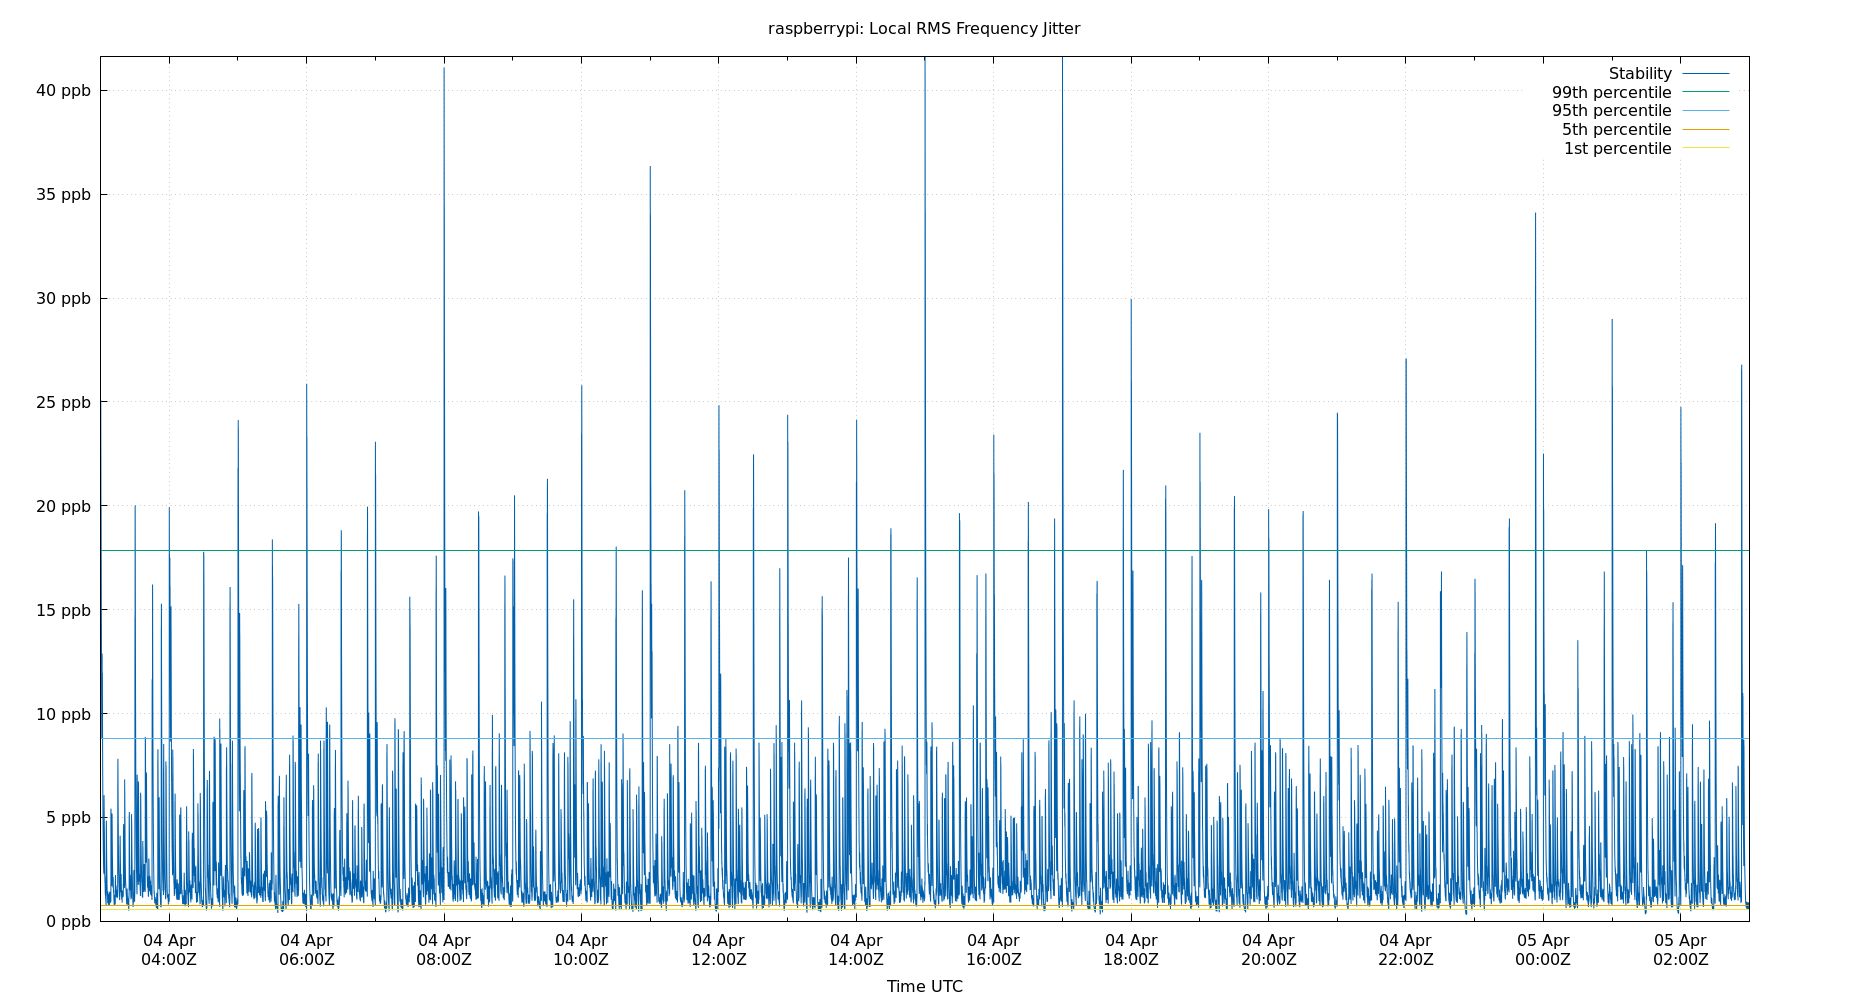 raspberrypi: Local RMS Frequency Jitter
Stability
99th percentile
95th percentile
5th percentile
1st percentile
40 ppb
35 ppb
30 ppb
25 ppb
20 ppb
15 ppb
10 ppb
5 ppb
0 ppb
04 Apr 04 Apr 04 Apr 04 Apr 04 Apr 04 Apr 04 Apr 04 Apr 04 Apr 04 Apr 05 Apr 05 Apr
04:00Z 06:00Z 08:00Z 10:00Z 12:00Z 14:00Z 16:00Z 18:00Z 20:00Z 22:00Z 00:00Z 02:00Z
Time UTC